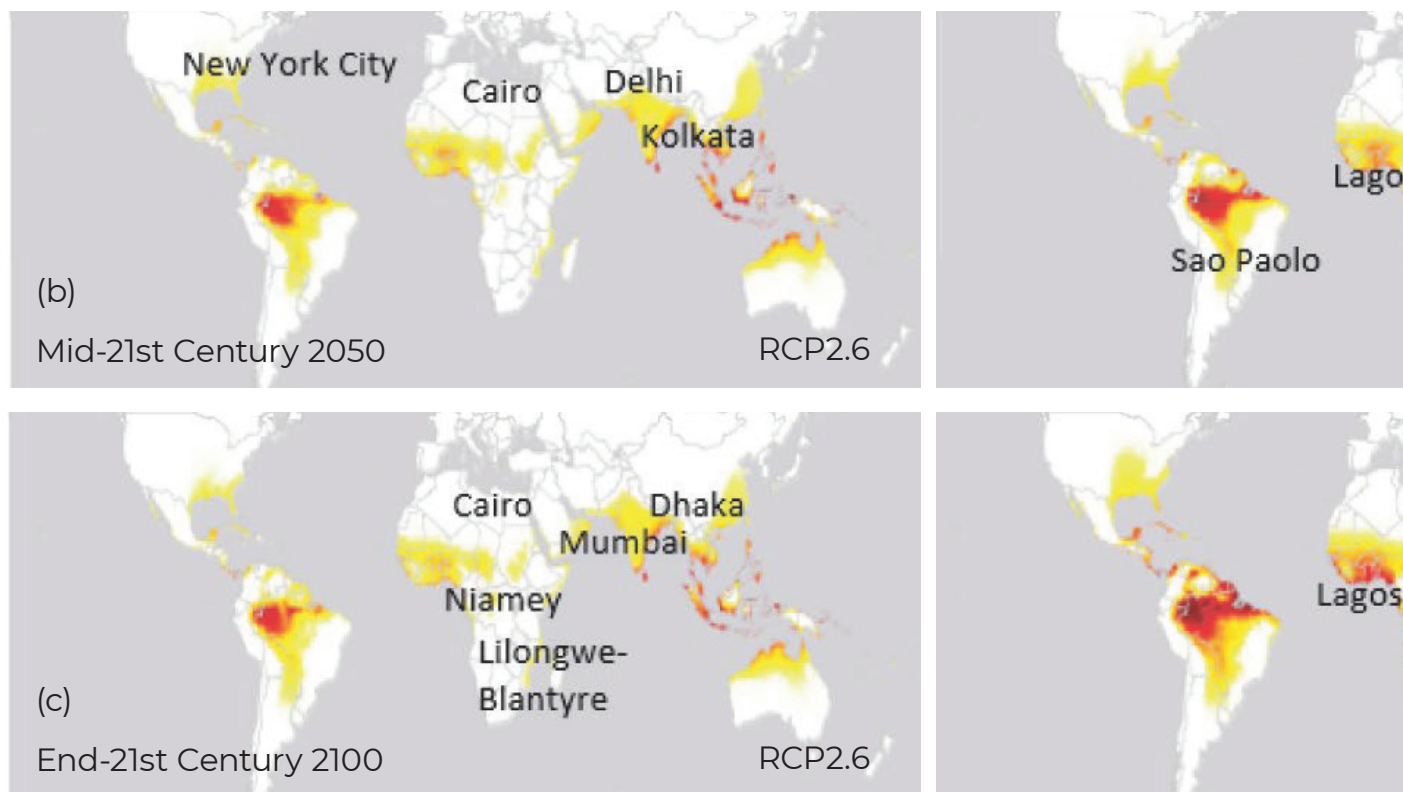 New York City
Cairo
Delhi
Kolkata
(b)
Mid-21st Century 2050
RCP2.6
Lago
Sao Paolo
Cairo
Dhaka
Mumbai
Niamey
Lilongwe-
Blantyre
(c)
End-21st Century 2100
RCP2.6
Lagos